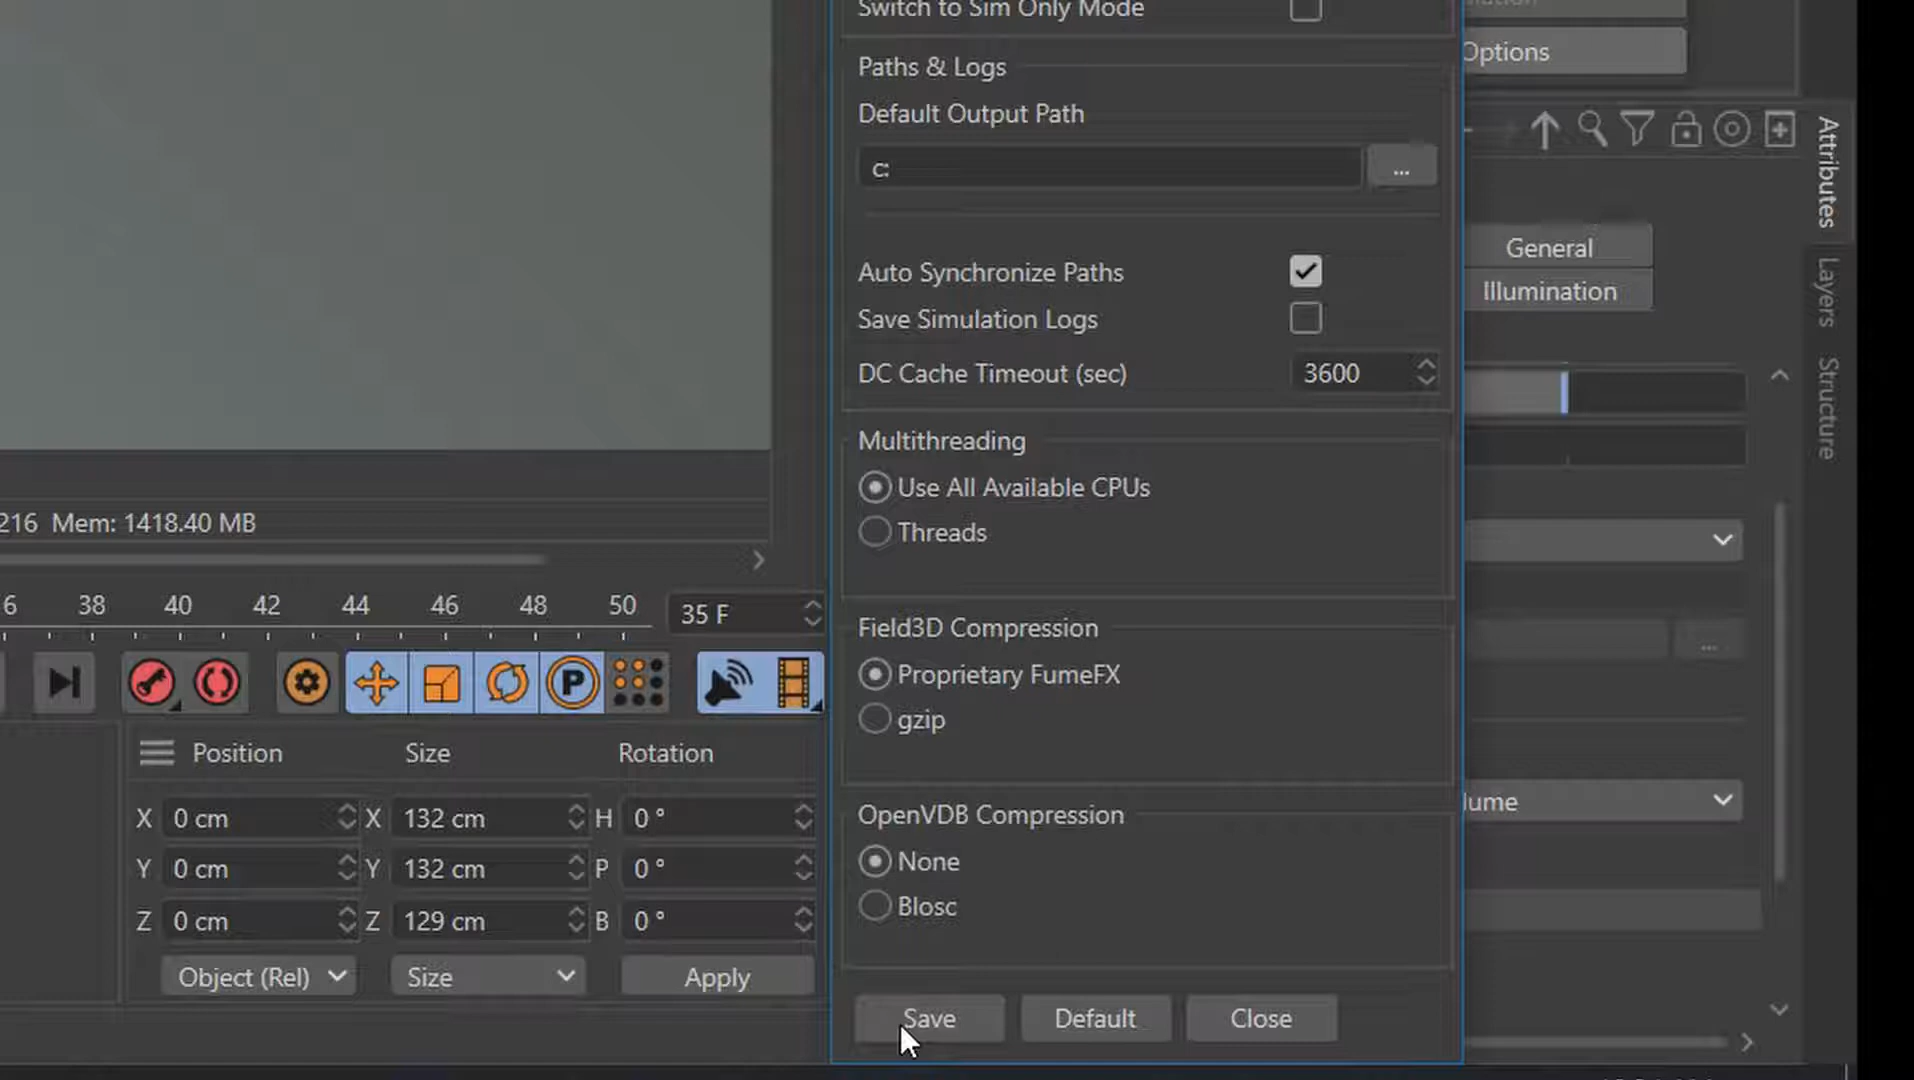 Switch to Sim Only Mode
Options
Paths & Logs
Default Output Path
c:
...
Attributes
Auto Synchronize Paths
General
Save Simulation Logs
Illumination
Layers
DC Cache Timeout (sec)
3600
Structure
Multithreading
Use All Available CPUs
216 Mem: 1418.40 MB
Threads
6 38 40 42 44 46 48 50
35 F
Field3D Compression
Proprietary FumeFX
...
P
gzip
Position Size Rotation
X 0 cm X 132 cm H 0 °
lume
OpenVDB Compression
Y 0 cm Y 132 cm P 0 °
None
Z 0 cm Z 129 cm B 0 °
Blosc
Object (Rel) Size Apply
Save Default Close